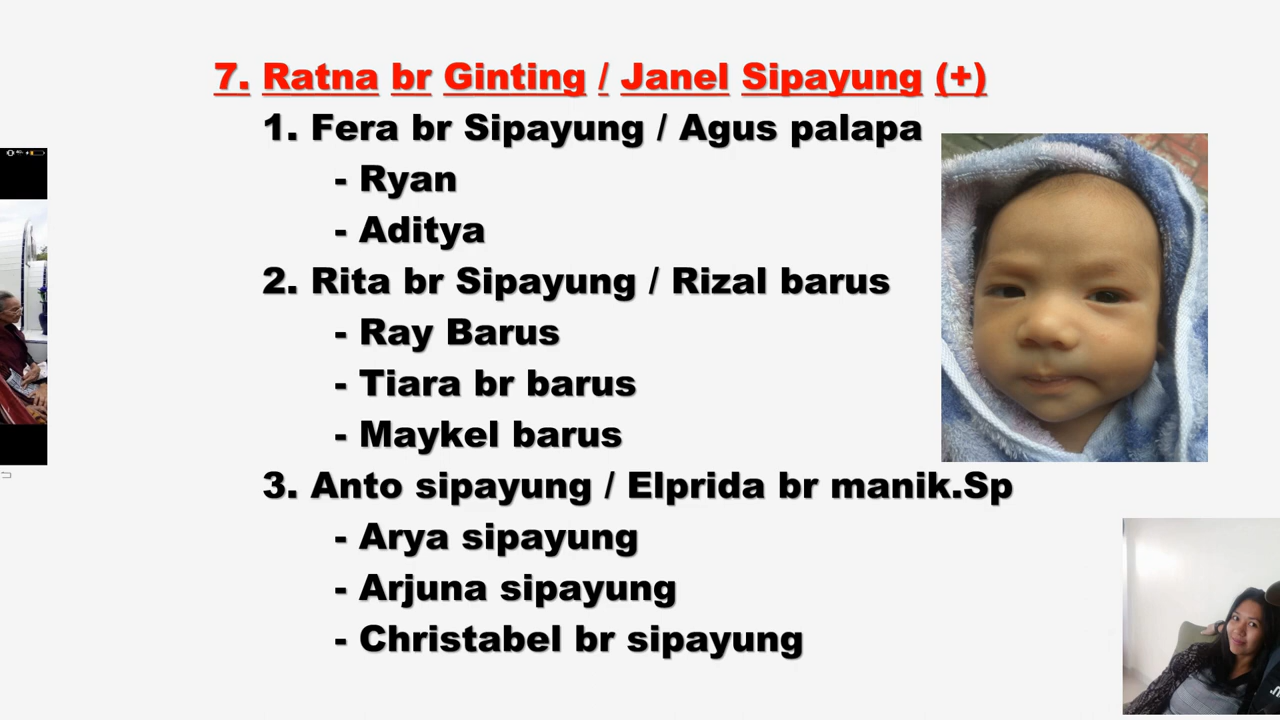 7. Ratna br Ginting / Janel Sipayung (+)
1. Fera br Sipayung / Agus palapa
- Ryan
- Aditya
2. Rita br Sipayung / Rizal barus
- Ray Barus
- Tiara br barus
- Maykel barus
3. Anto sipayung / Elprida br manik.Sp
- Arya sipayung
- Arjuna sipayung
- Christabel br sipayung